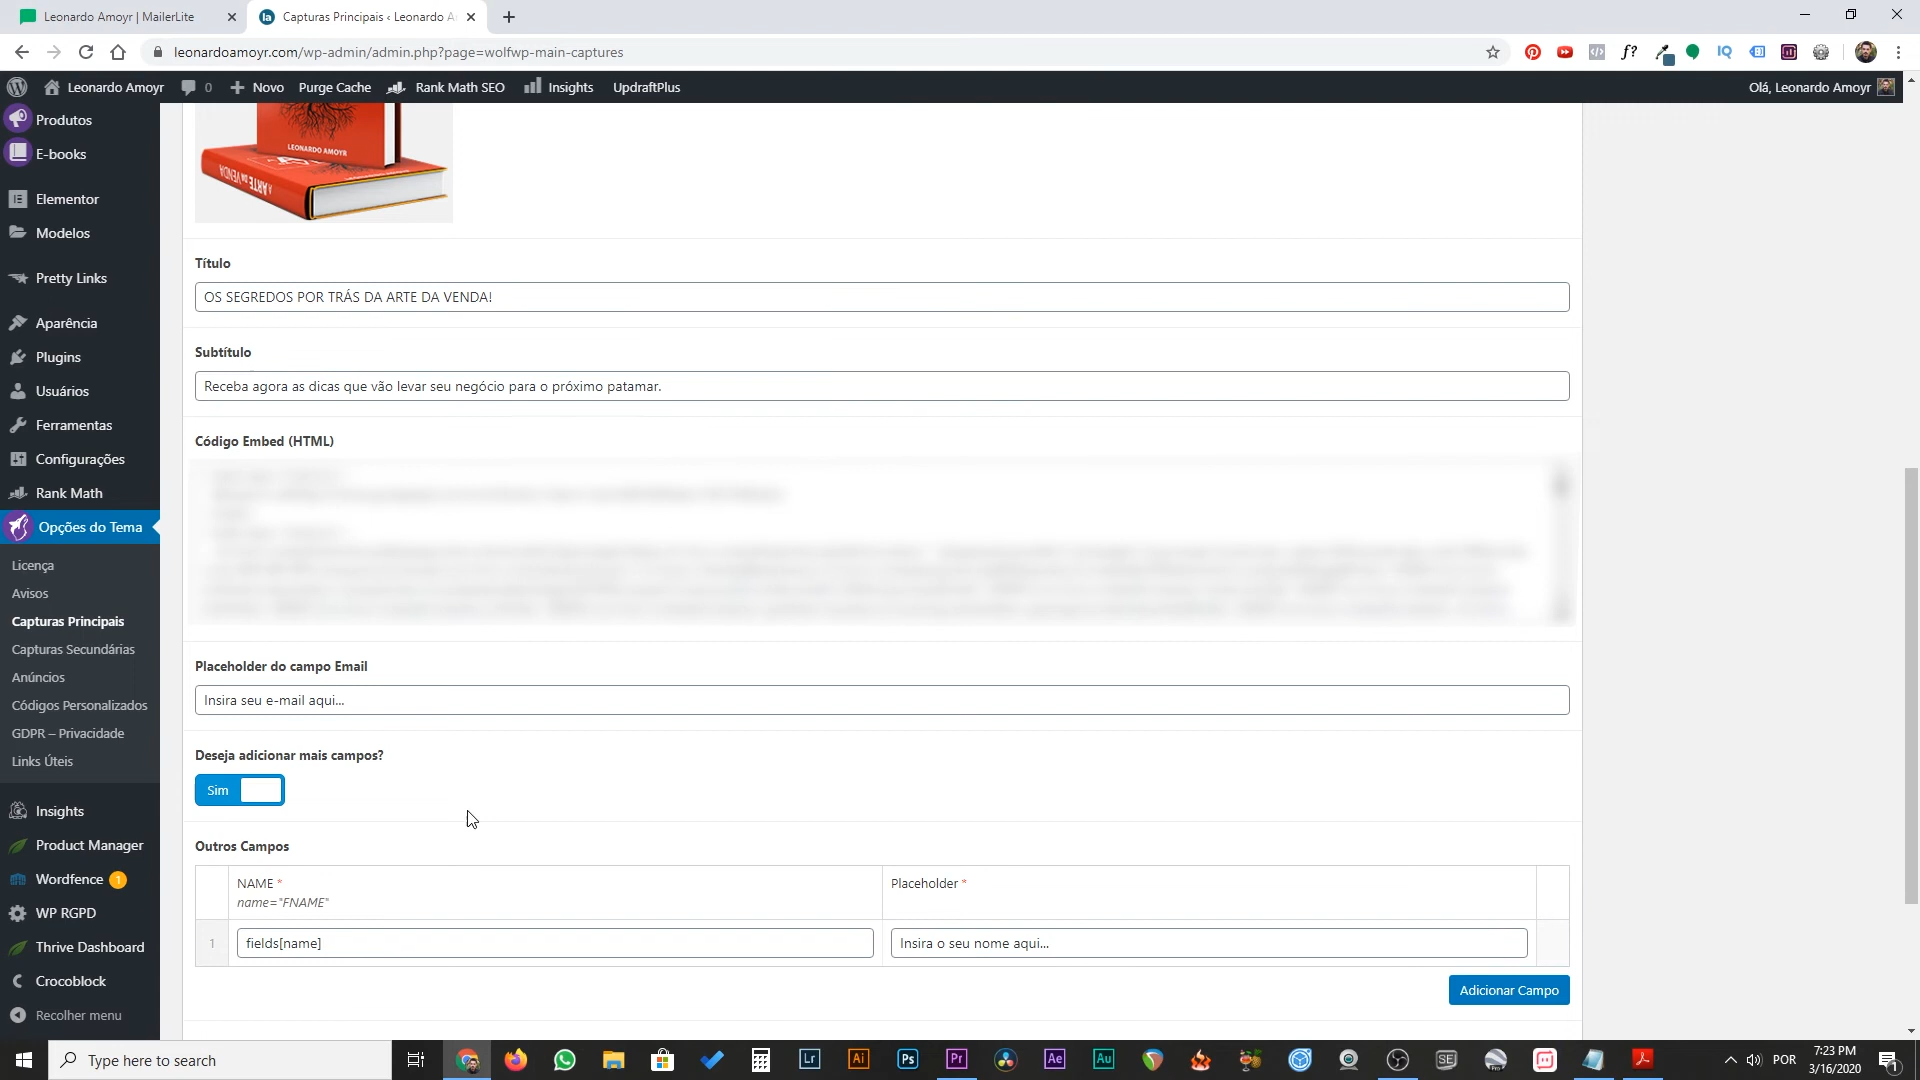 Leonardo Amoyr | MailerLite
Capturas Principais ‹ Leonardo A
leonardoamoyr.com/wp-admin/admin.php?page=wolfwp-main-captures
Leonardo Amoyr
0
Novo
Purge Cache
Rank Math SEO
Insights
UpdraftPlus
Olá, Leonardo Amoyr
Produtos
E-books
Elementor
Modelos
Pretty Links
Aparência
Plugins
Usuários
Ferramentas
Configurações
Rank Math
Opções do Tema
Licença
Avisos
Capturas Principais
Capturas Secundárias
Anúncios
Códigos Personalizados
GDPR – Privacidade
Links Úteis
Insights
Product Manager
Wordfence 1
WP RGPD
Thrive Dashboard
Crocoblock
Recolher menu
LEONARDO AMOYR
A ARTE DA VENDA
Título
OS SEGREDOS POR TRÁS DA ARTE DA VENDA!
Subtítulo
Receba agora as dicas que vão levar seu negócio para o próximo patamar.
Código Embed (HTML)
Placeholder do campo Email
Insira seu e-mail aqui...
Deseja adicionar mais campos?
Sim
Outros Campos
NAME *
name="FNAME"
Placeholder *
1
fields[name]
Insira o seu nome aqui...
Adicionar Campo
Type here to search
POR
7:23 PM
3/16/2020